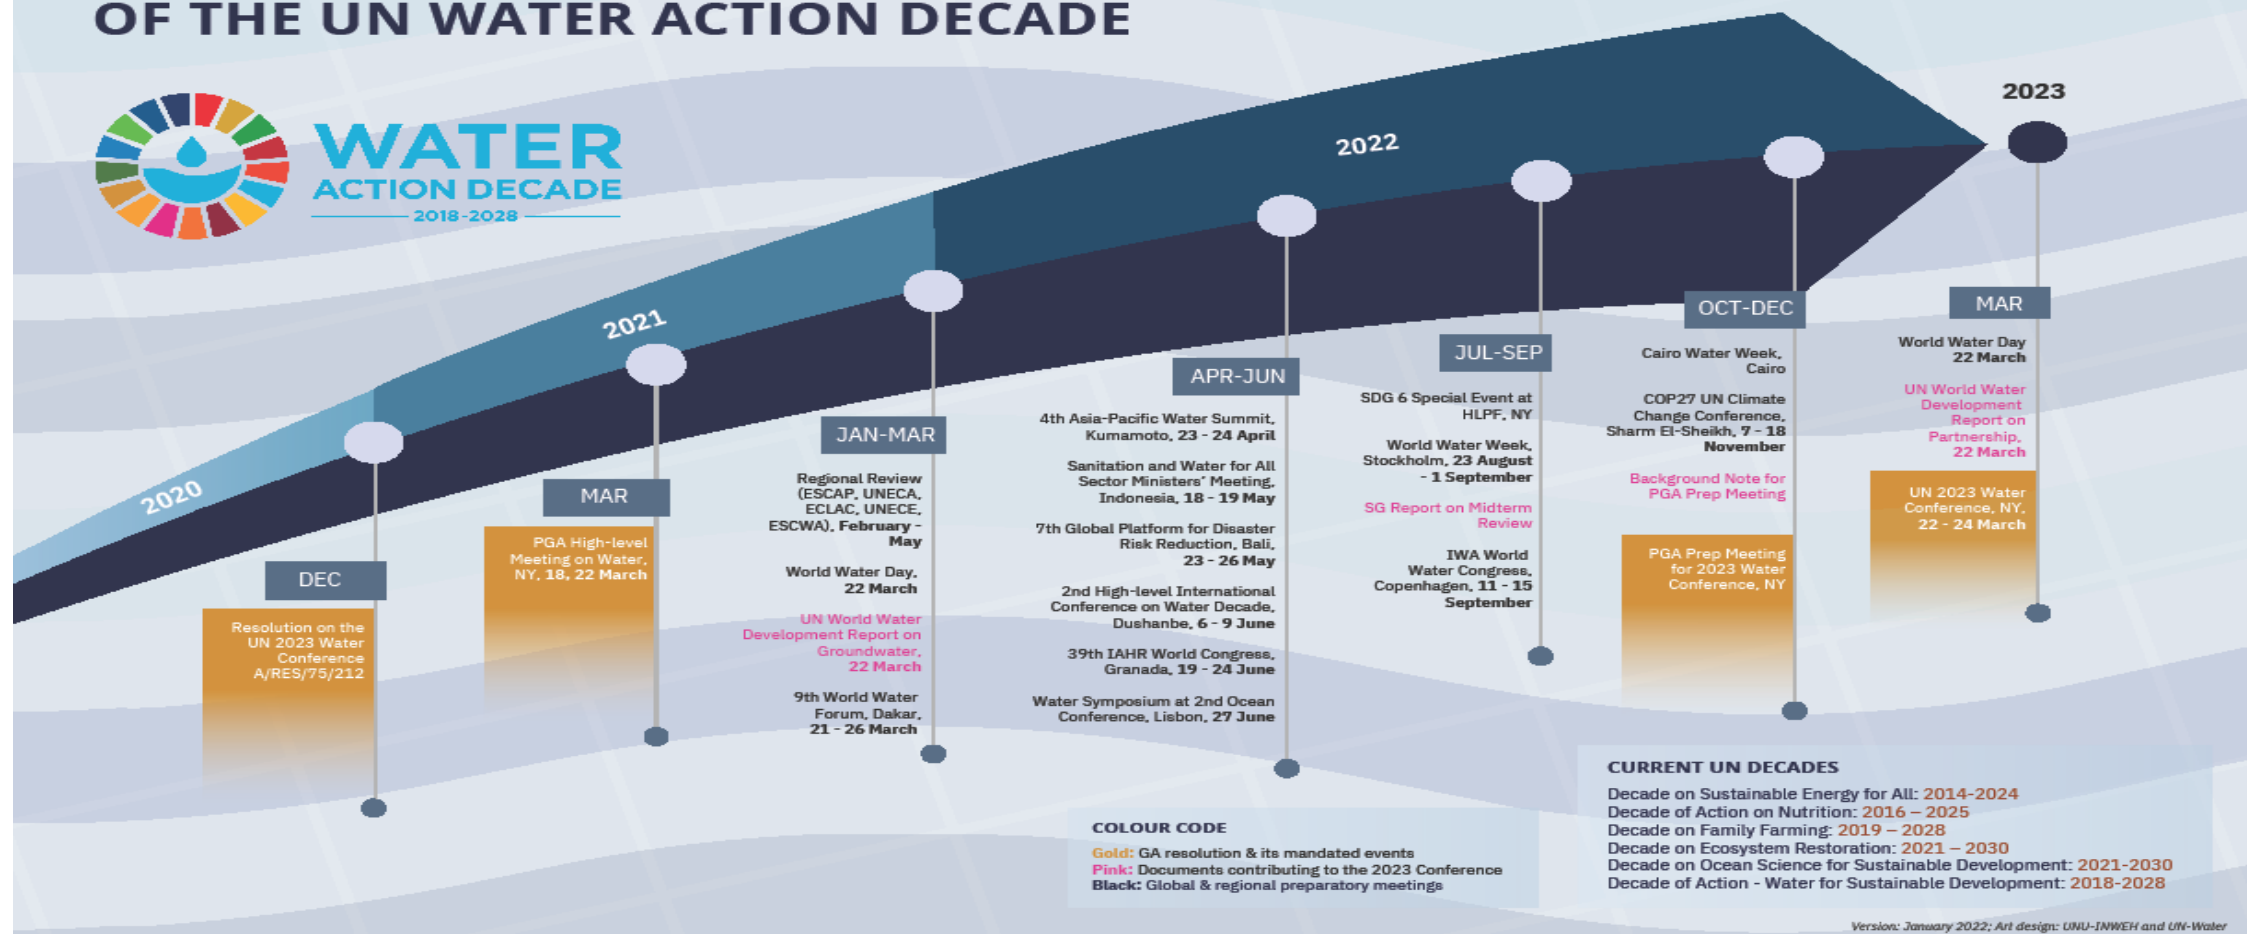 OF THE UN WATER ACTION DECADE
WATER
ACTION DECADE
2018-2028
2020
2021
2022
2023
DEC
Resolution on the
UN 2023 Water
Conference
A/RES/75/212
MAR
PGA High-level
Meeting on Water,
NY, 18, 22 March
JAN-MAR
Regional Review
(ESCAP, UNECA,
ECLAC, UNECE,
ESCWA), February -
May
World Water Day,
22 March
UN World Water
Development Report on
Groundwater,
22 March
9th World Water
Forum, Dakar,
21 - 26 March
APR-JUN
4th Asia-Pacific Water Summit,
Kumamoto, 23 - 24 April
Sanitation and Water for All
Sector Ministers' Meeting,
Indonesia, 18 - 19 May
7th Global Platform for Disaster
Risk Reduction, Bali,
23 - 26 May
2nd High-level International
Conference on Water Decade,
Dushanbe, 6 - 9 June
39th IAHR World Congress,
Granada, 19 - 24 June
Water Symposium at 2nd Ocean
Conference, Lisbon, 27 June
JUL-SEP
SDG 6 Special Event at
HLPF, NY
World Water Week,
Stockholm, 23 August
- 1 September
SG Report on Midterm
Review
IWA World
Water Congress,
Copenhagen, 11 - 15
September
OCT-DEC
Cairo Water Week,
Cairo
COP27 UN Climate
Change Conference,
Sharm El-Sheikh, 7 - 18
November
Background Note for
PGA Prep Meeting
PGA Prep Meeting
for 2023 Water
Conference, NY
MAR
World Water Day
22 March
UN World Water
Development
Report on
Partnership,
22 March
UN 2023 Water
Conference, NY,
22 - 24 March
COLOUR CODE
Gold: GA resolution & its mandated events
Pink: Documents contributing to the 2023 Conference
Black: Global & regional preparatory meetings
CURRENT UN DECADES
Decade on Sustainable Energy for All: 2014-2024
Decade of Action on Nutrition: 2016 – 2025
Decade on Family Farming: 2019 – 2028
Decade on Ecosystem Restoration: 2021 – 2030
Decade on Ocean Science for Sustainable Development: 2021-2030
Decade of Action - Water for Sustainable Development: 2018-2028
Version: January 2022; Art design: UNU-INWEH and UN-Water